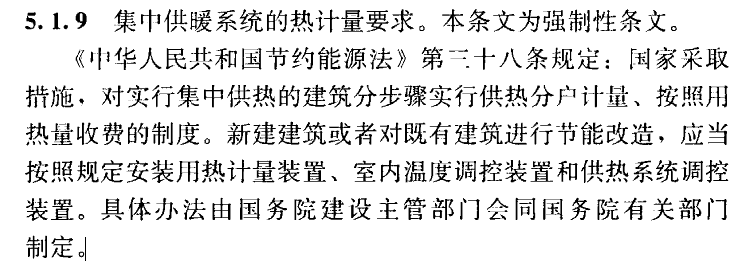 5.1.9 集中供暖系统的热计量要求。本条文为强制性条文。
《中华人民共和国节约能源法》第三十八条规定：国家采取
措施，对实行集中供热的建筑分步骤实行供热分户计量、按照用
热量收费的制度。新建建筑或者对既有建筑进行节能改造，应当
按照规定安装用热计量装置、室内温度调控装置和供热系统调控
装置。具体办法由国务院建设主管部门会同国务院有关部门
制定。